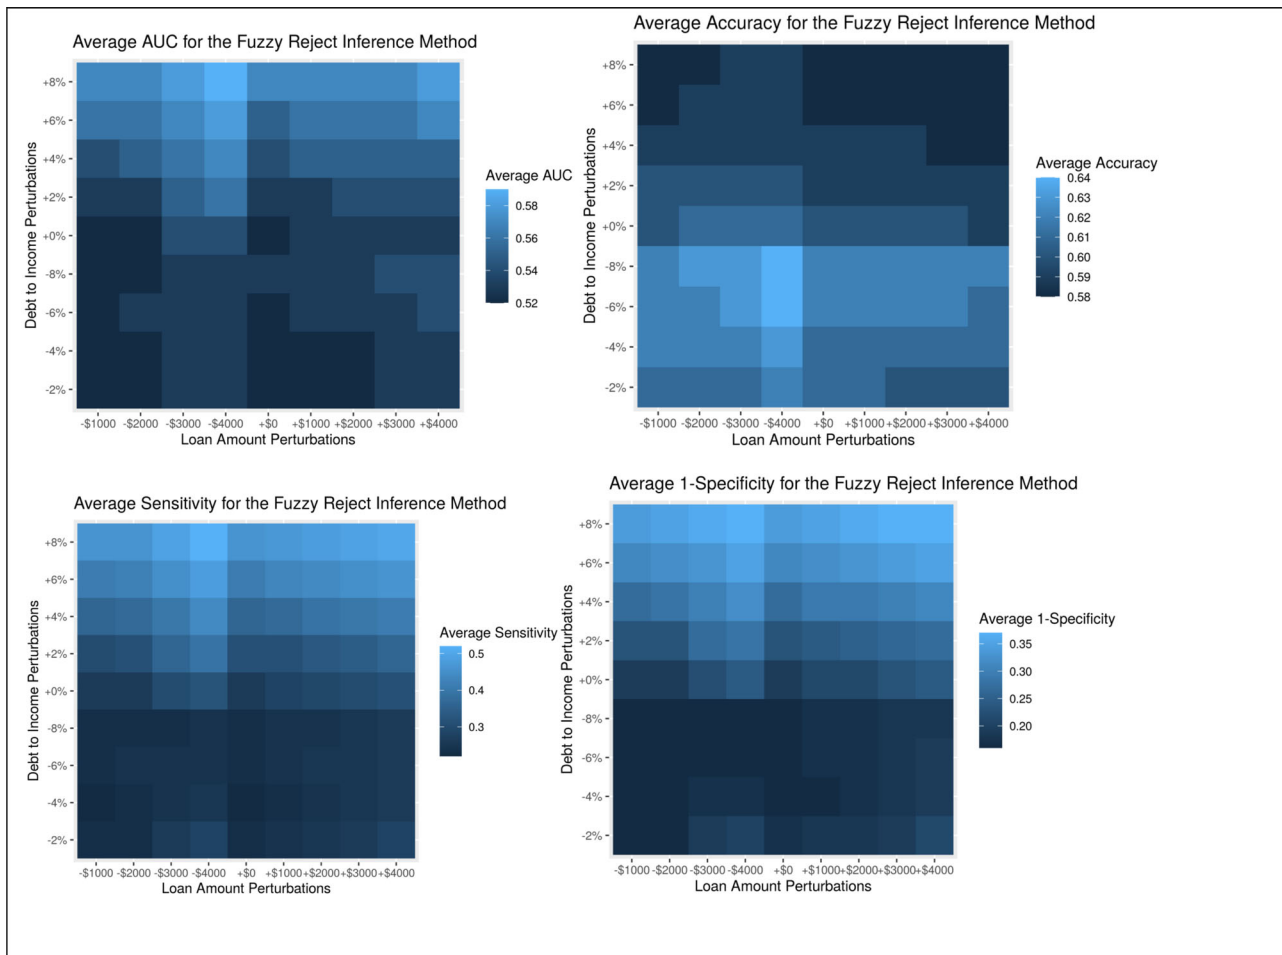 Average AUC for the Fuzzy Reject Inference Method
Debt to Income Perturbations
+8%
+6%
+4%
+2%
+0%
-8%
-6%
-4%
-2%
-$1000 -$2000 -$3000 -$4000 +$0 +$1000 +$2000 +$3000 +$4000
Loan Amount Perturbations
Average AUC
0.58
0.56
0.54
0.52
Average Accuracy for the Fuzzy Reject Inference Method
Debt to Income Perturbations
+8%
+6%
+4%
+2%
+0%
-8%
-6%
-4%
-2%
-$1000 -$2000 -$3000 -$4000 +$0 +$1000 +$2000 +$3000 +$4000
Loan Amount Perturbations
Average Accuracy
0.64
0.63
0.62
0.61
0.60
0.59
0.58
Average Sensitivity for the Fuzzy Reject Inference Method
Debt to Income Perturbations
+8%
+6%
+4%
+2%
+0%
-8%
-6%
-4%
-2%
-$1000 -$2000 -$3000 -$4000 +$0 +$1000 +$2000 +$3000 +$4000
Loan Amount Perturbations
Average Sensitivity
0.5
0.4
0.3
Average 1-Specificity for the Fuzzy Reject Inference Method
Debt to Income Perturbations
+8%
+6%
+4%
+2%
+0%
-8%
-6%
-4%
-2%
-$1000 -$2000 -$3000 -$4000 +$0 +$1000 +$2000 +$3000 +$4000
Loan Amount Perturbations
Average 1-Specificity
0.35
0.30
0.25
0.20